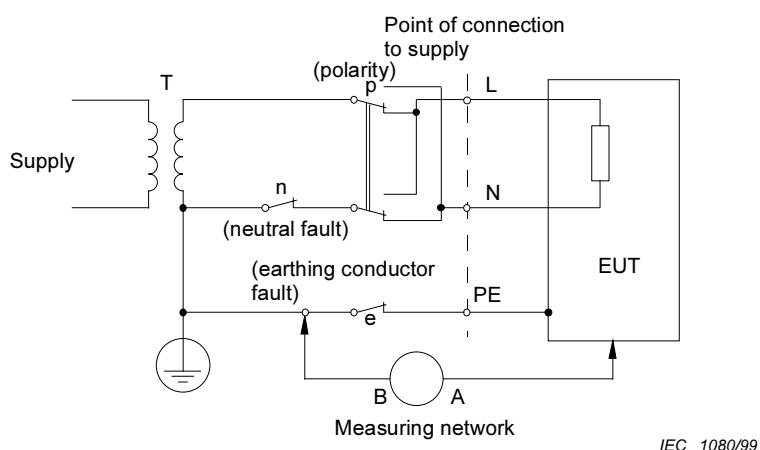 Point of connection
to supply
T
(polarity)
p
L
Supply
n
N
(neutral fault)
(earthing conductor
fault)
EUT
PE
e
B
A
Measuring network
IEC 1080/99